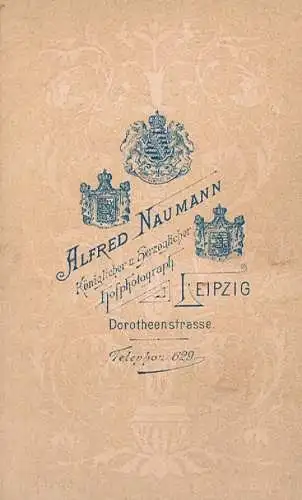 ALFRED NAUMANN
Königlicher u. Herzoglicher
Hofphotograph.
LEIPZIG
Dorotheenstrasse.
Telephon 629.